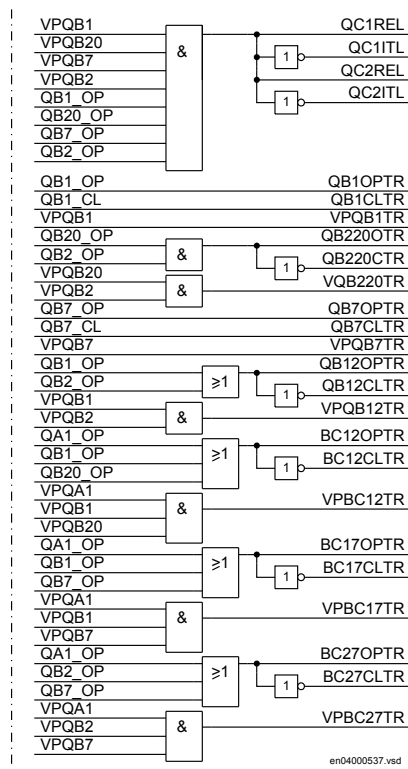 VPQB1 QC1REL
VPQB20 QC1ITL
VPQB7 & 1 QC2REL
VPQB2 QC2ITL
QB1_OP 1
QB20_OP
QB7_OP
QB2_OP
QB1_OP QB1OPTR
QB1_CL QB1CLTR
VPQB1 VPQB1TR
QB20_OP QB220OTR
QB2_OP & 1 QB220CTR
VPQB20 VQB220TR
VPQB2 &
QB7_OP QB7OPTR
QB7_CL QB7CLTR
VPQB7 VPQB7TR
QB1_OP QB12OPTR
QB2_OP ≥1 1 QB12CLTR
VPQB1 VPQB12TR
VPQB2 &
QA1_OP BC12OPTR
QB1_OP ≥1 1 BC12CLTR
QB20_OP
VPQA1 VPBC12TR
VPQB1 &
VPQB20
QA1_OP BC17OPTR
QB1_OP ≥1 1 BC17CLTR
QB7_OP
VPQA1 VPBC17TR
VPQB1 &
VPQB7
QA1_OP BC27OPTR
QB2_OP ≥1 1 BC27CLTR
QB7_OP
VPQA1 VPBC27TR
VPQB2 &
VPQB7
en04000537.vsd